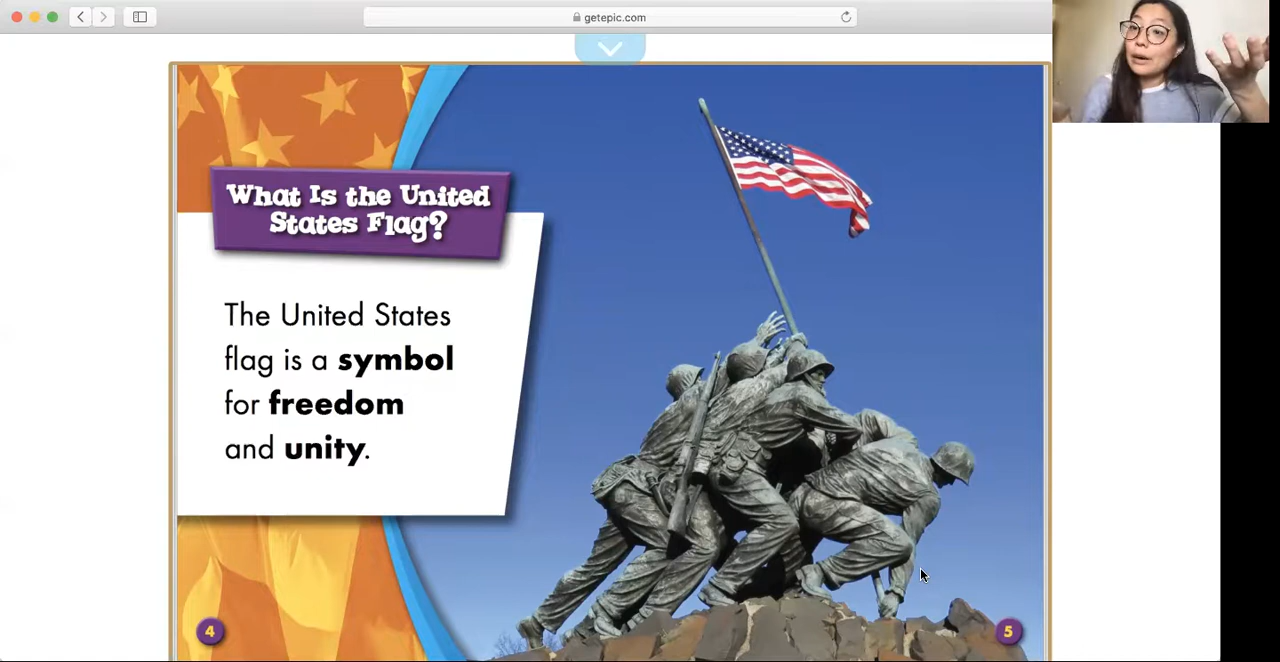 getepic.com
What Is the United
States Flag?
The United States
flag is a symbol
for freedom
and unity.
4
5